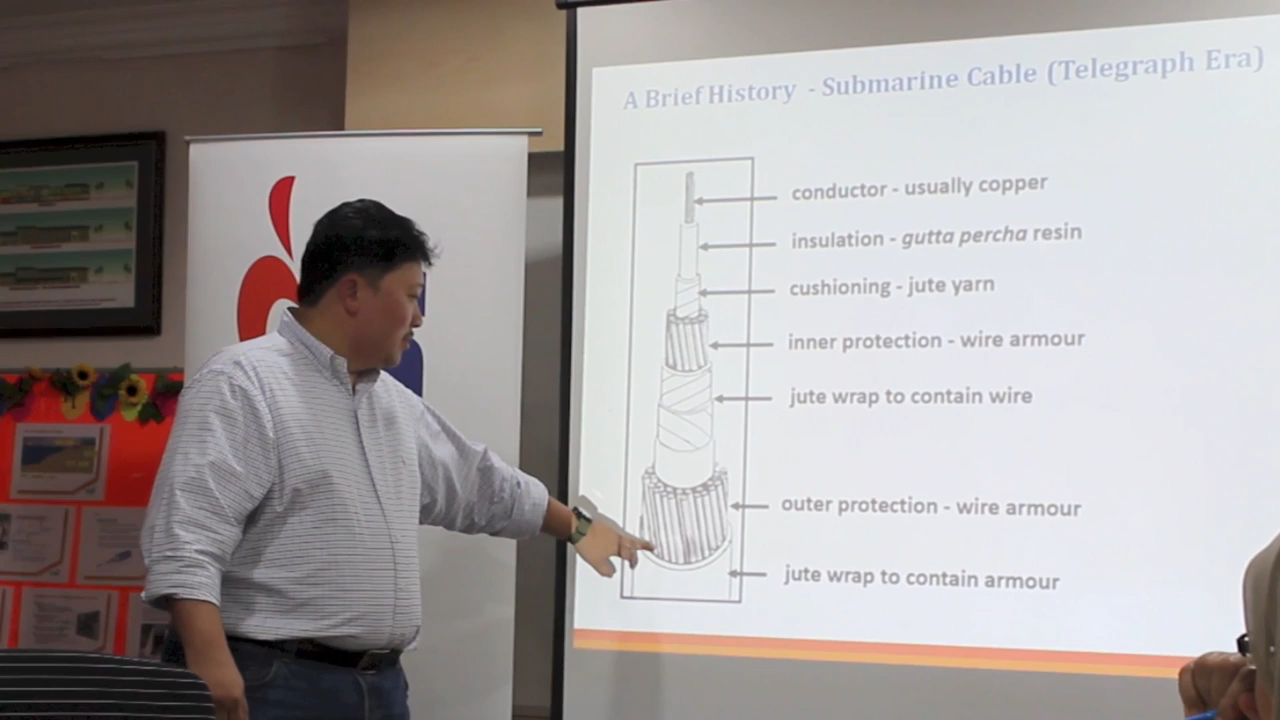 A Brief History - Submarine Cable (Telegraph Era)
conductor - usually copper
insulation - gutta percha resin
cushioning - jute yarn
inner protection - wire armour
jute wrap to contain wire
outer protection - wire armour
jute wrap to contain armour